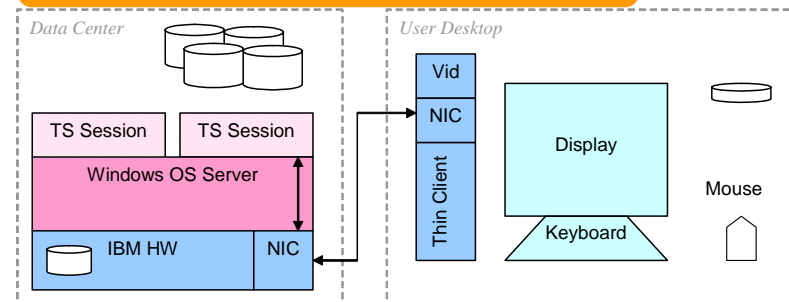 Data Center
TS Session
TS Session
Windows OS Server
IBM HW
NIC
User Desktop
Vid
NIC
Thin Client
Display
Keyboard
Mouse